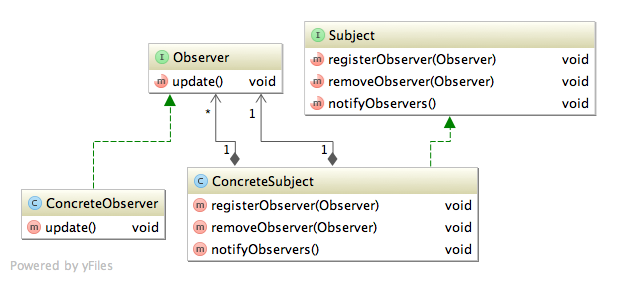 I Subject
m registerObserver(Observer) void
m removeObserver(Observer) void
m notifyObservers() void
I Observer
m update() void
* 1
1 1
C ConcreteObserver
m update() void
C ConcreteSubject
m registerObserver(Observer) void
m removeObserver(Observer) void
m notifyObservers() void
Powered by yFiles